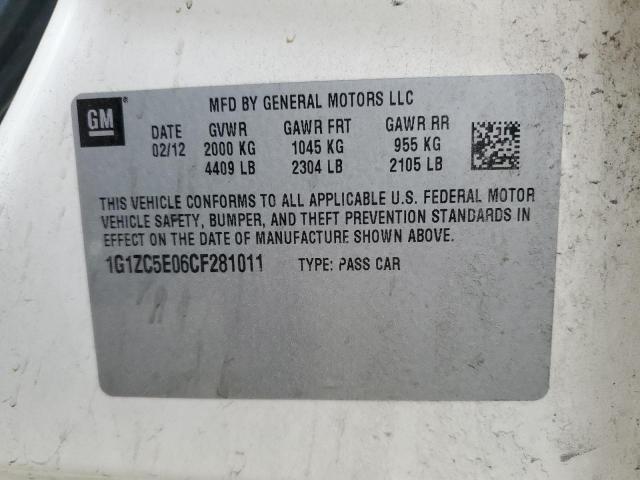 GM®
MFD BY GENERAL MOTORS LLC
DATE GVWR GAWR FRT GAWR RR
02/12 2000 KG 1045 KG 955 KG
4409 LB 2304 LB 2105 LB
THIS VEHICLE CONFORMS TO ALL APPLICABLE U.S. FEDERAL MOTOR
VEHICLE SAFETY, BUMPER, AND THEFT PREVENTION STANDARDS IN
EFFECT ON THE DATE OF MANUFACTURE SHOWN ABOVE.
1G1ZC5E06CF281011 TYPE: PASS CAR